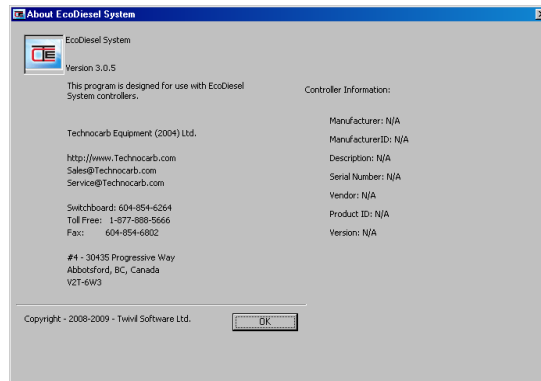 About EcoDiesel System
EcoDiesel System
Version 3.0.5
This program is designed for use with EcoDiesel
System controllers.
Technocarb Equipment (2004) Ltd.
http://www.Technocarb.com
Sales@Technocarb.com
Service@Technocarb.com
Switchboard: 604-854-6264
Toll Free: 1-877-888-5666
Fax: 604-854-6802
#4 - 30435 Progressive Way
Abbotsford, BC, Canada
V2T-6W3
Controller Information:
Manufacturer: N/A
ManufacturerID: N/A
Description: N/A
Serial Number: N/A
Vendor: N/A
Product ID: N/A
Version: N/A
Copyright - 2008-2009 - Twivil Software Ltd.
OK